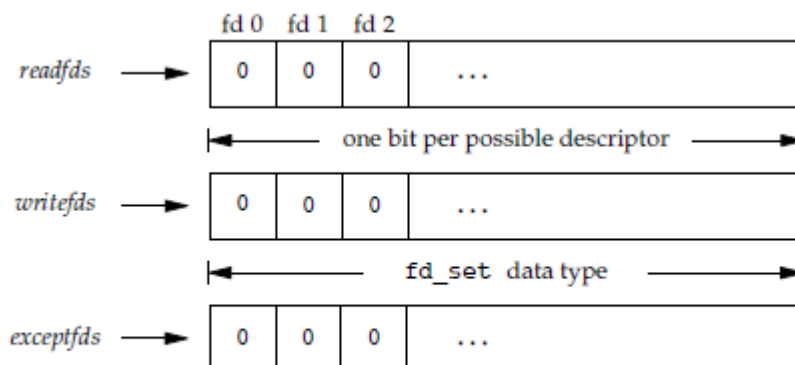 fd 0 fd 1 fd 2
readfds 0 0 0 ...
one bit per possible descriptor
writefds 0 0 0 ...
fd_set data type
exceptfds 0 0 0 ...